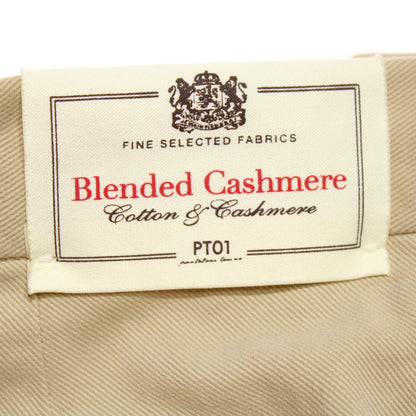 FINE SELECTED FABRICS
Blended Cashmere
Cotton & Cashmere
PT01